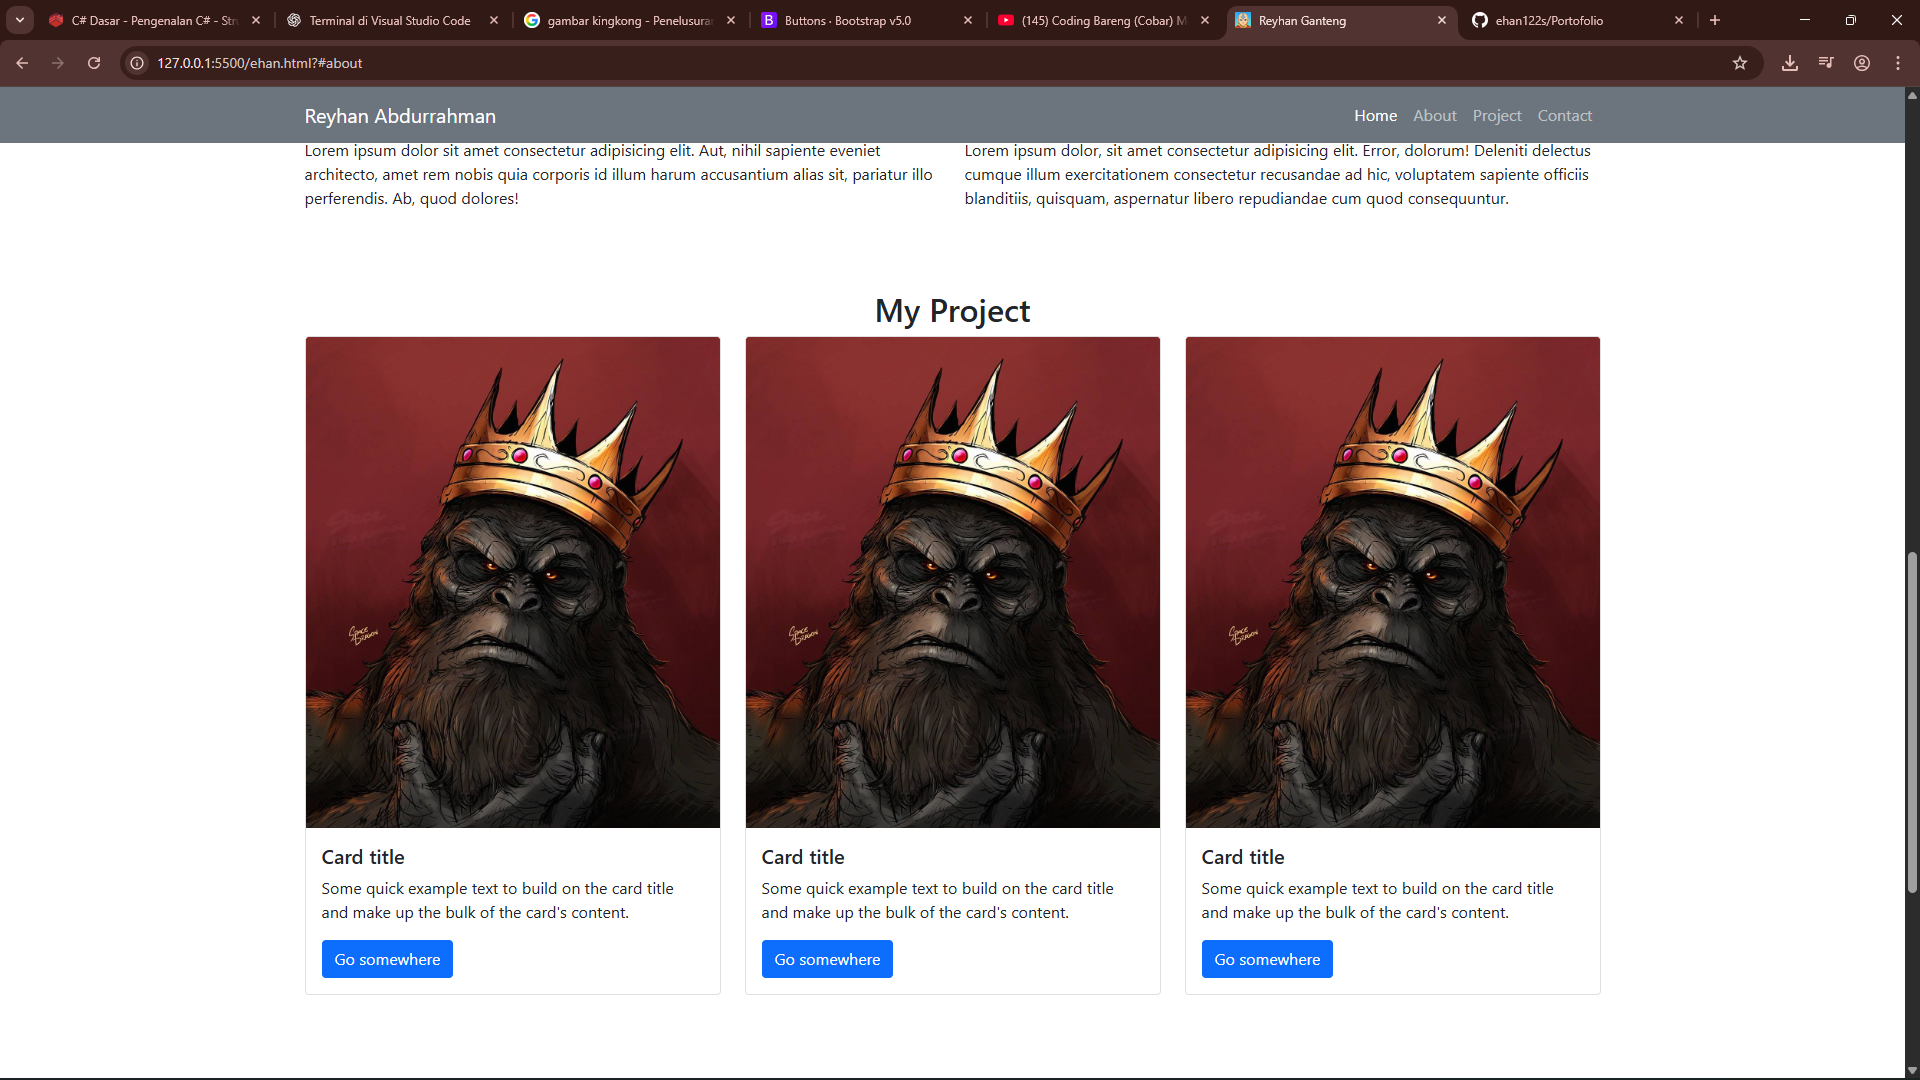 C# Dasar - Pengenalan C# - Str
Terminal di Visual Studio Code
gambar kingkong - Penelusura
Buttons · Bootstrap v5.0
(145) Coding Bareng (Cobar) M
Reyhan Ganteng
ehan122s/Portofolio
127.0.0.1:5500/ehan.html?#about
Reyhan Abdurrahman
Home About Project Contact
Lorem ipsum dolor sit amet consectetur adipisicing elit. Aut, nihil sapiente eveniet
architecto, amet rem nobis quia corporis id illum harum accusantium alias sit, pariatur illo
perferendis. Ab, quod dolores!
Lorem ipsum dolor, sit amet consectetur adipisicing elit. Error, dolorum! Deleniti delectus
cumque illum exercitationem consectetur recusandae ad hic, voluptatem sapiente officiis
blanditiis, quisquam, aspernatur libero repudiandae cum quod consequuntur.
My Project
Card title
Some quick example text to build on the card title
and make up the bulk of the card's content.
Go somewhere
Card title
Some quick example text to build on the card title
and make up the bulk of the card's content.
Go somewhere
Card title
Some quick example text to build on the card title
and make up the bulk of the card's content.
Go somewhere